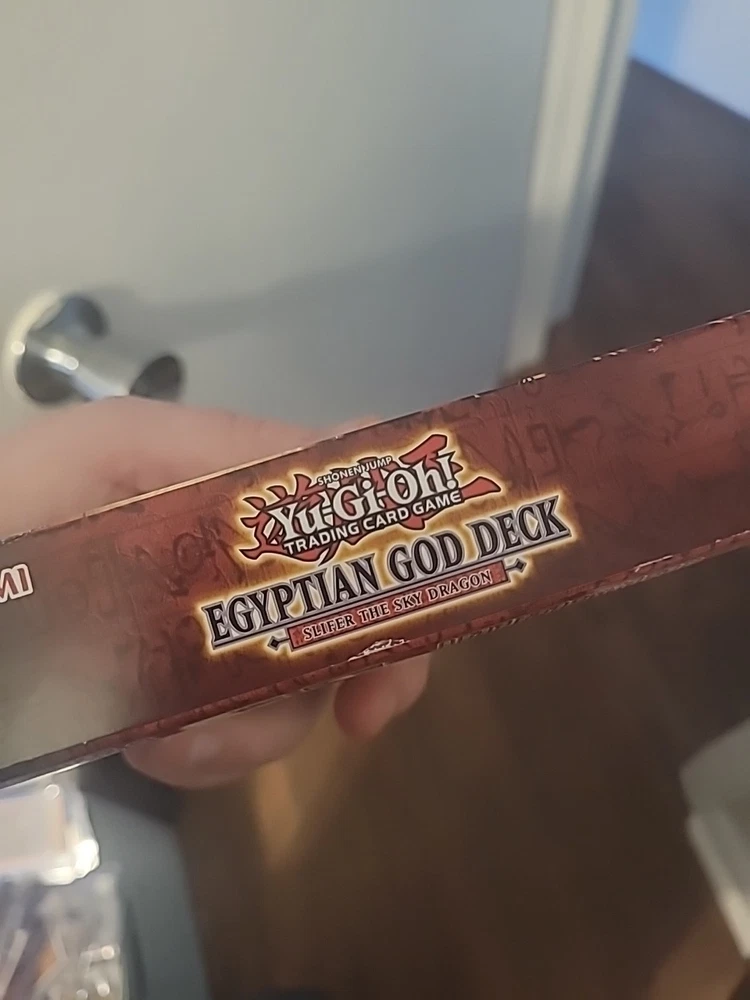 SHONEN JUMP
Yu-Gi-Oh!
TRADING CARD GAME
EGYPTIAN GOD DECK
SLIFER THE SKY DRAGON